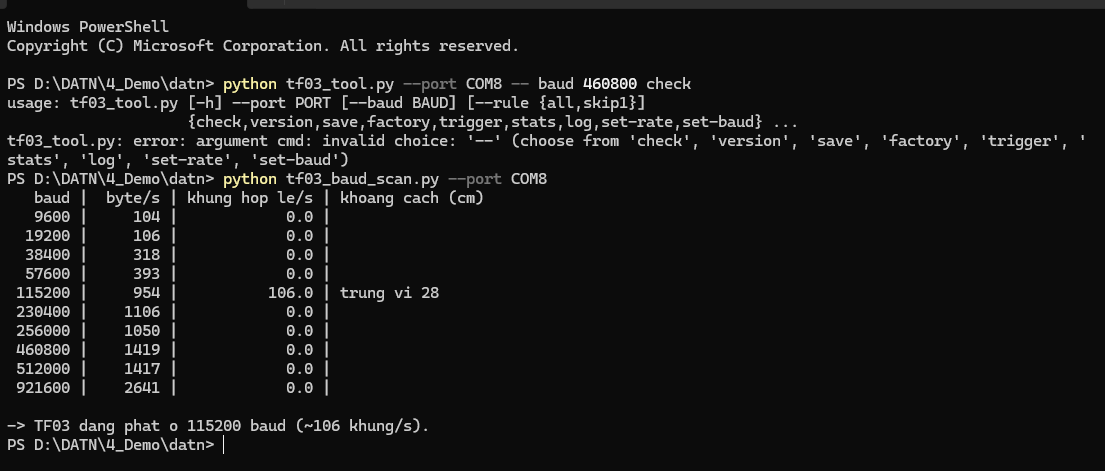 Windows PowerShell
Copyright (C) Microsoft Corporation. All rights reserved.
PS D:\DATN\4_Demo\datn> python tf03_tool.py --port COM8 -- baud 460800 check
usage: tf03_tool.py [-h] --port PORT [--baud BAUD] [--rule {all,skip1}]
                    {check,version,save,factory,trigger,stats,log,set-rate,set-baud} ...
tf03_tool.py: error: argument cmd: invalid choice: '--' (choose from 'check', 'version', 'save', 'factory', 'trigger', '
stats', 'log', 'set-rate', 'set-baud')
PS D:\DATN\4_Demo\datn> python tf03_baud_scan.py --port COM8
   baud |  byte/s | khung hop le/s | khoang cach (cm)
   9600 |     104 |            0.0 |
  19200 |     106 |            0.0 |
  38400 |     318 |            0.0 |
  57600 |     393 |            0.0 |
 115200 |     954 |          106.0 | trung vi 28
 230400 |    1106 |            0.0 |
 256000 |    1050 |            0.0 |
 460800 |    1419 |            0.0 |
 512000 |    1417 |            0.0 |
 921600 |    2641 |            0.0 |
-> TF03 dang phat o 115200 baud (~106 khung/s).
PS D:\DATN\4_Demo\datn>